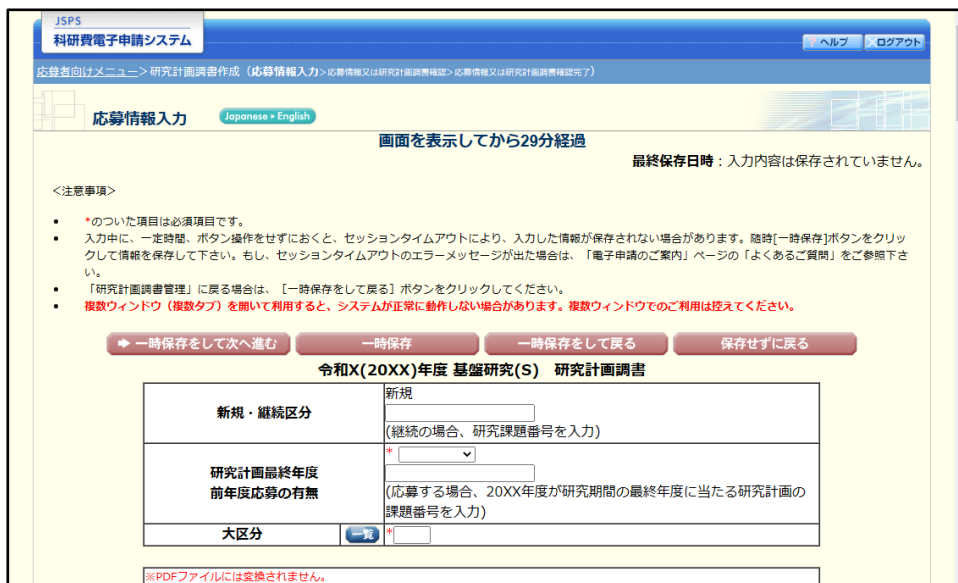 JSPS
科研費電子申請システム
ヘルプ ログアウト
応募者向けメニュー>研究計画調書作成（応募情報入力>応募情報又は研究計画調書確認>応募情報又は研究計画調書確認完了）
応募情報入力 Japanese▶English
画面を表示してから29分経過
最終保存日時：入力内容は保存されていません。
<注意事項>
• *のついた項目は必須項目です。
• 入力中に、一定時間、ボタン操作をせずにおくと、セッションタイムアウトにより、入力した情報が保存されない場合があります。随時[一時保存]ボタンをクリッ
クして情報を保存して下さい。もし、セッションタイムアウトのエラーメッセージが出た場合は、「電子申請のご案内」ページの「よくあるご質問」をご参照下さ
い。
• 「研究計画調書管理」に戻る場合は、［一時保存をして戻る］ボタンをクリックしてください。
• 複数ウィンドウ（複数タブ）を開いて利用すると、システムが正常に動作しない場合があります。複数ウィンドウでのご利用は控えてください。
一時保存をして次へ進む 一時保存 一時保存をして戻る 保存せずに戻る
令和X(20XX)年度 基盤研究(S) 研究計画調書
新規・継続区分
新規
(継続の場合、研究課題番号を入力)
研究計画最終年度
前年度応募の有無
*
(応募する場合、20XX年度が研究期間の最終年度に当たる研究計画の
課題番号を入力)
大区分 一覧 *
※PDFファイルには変換されません。